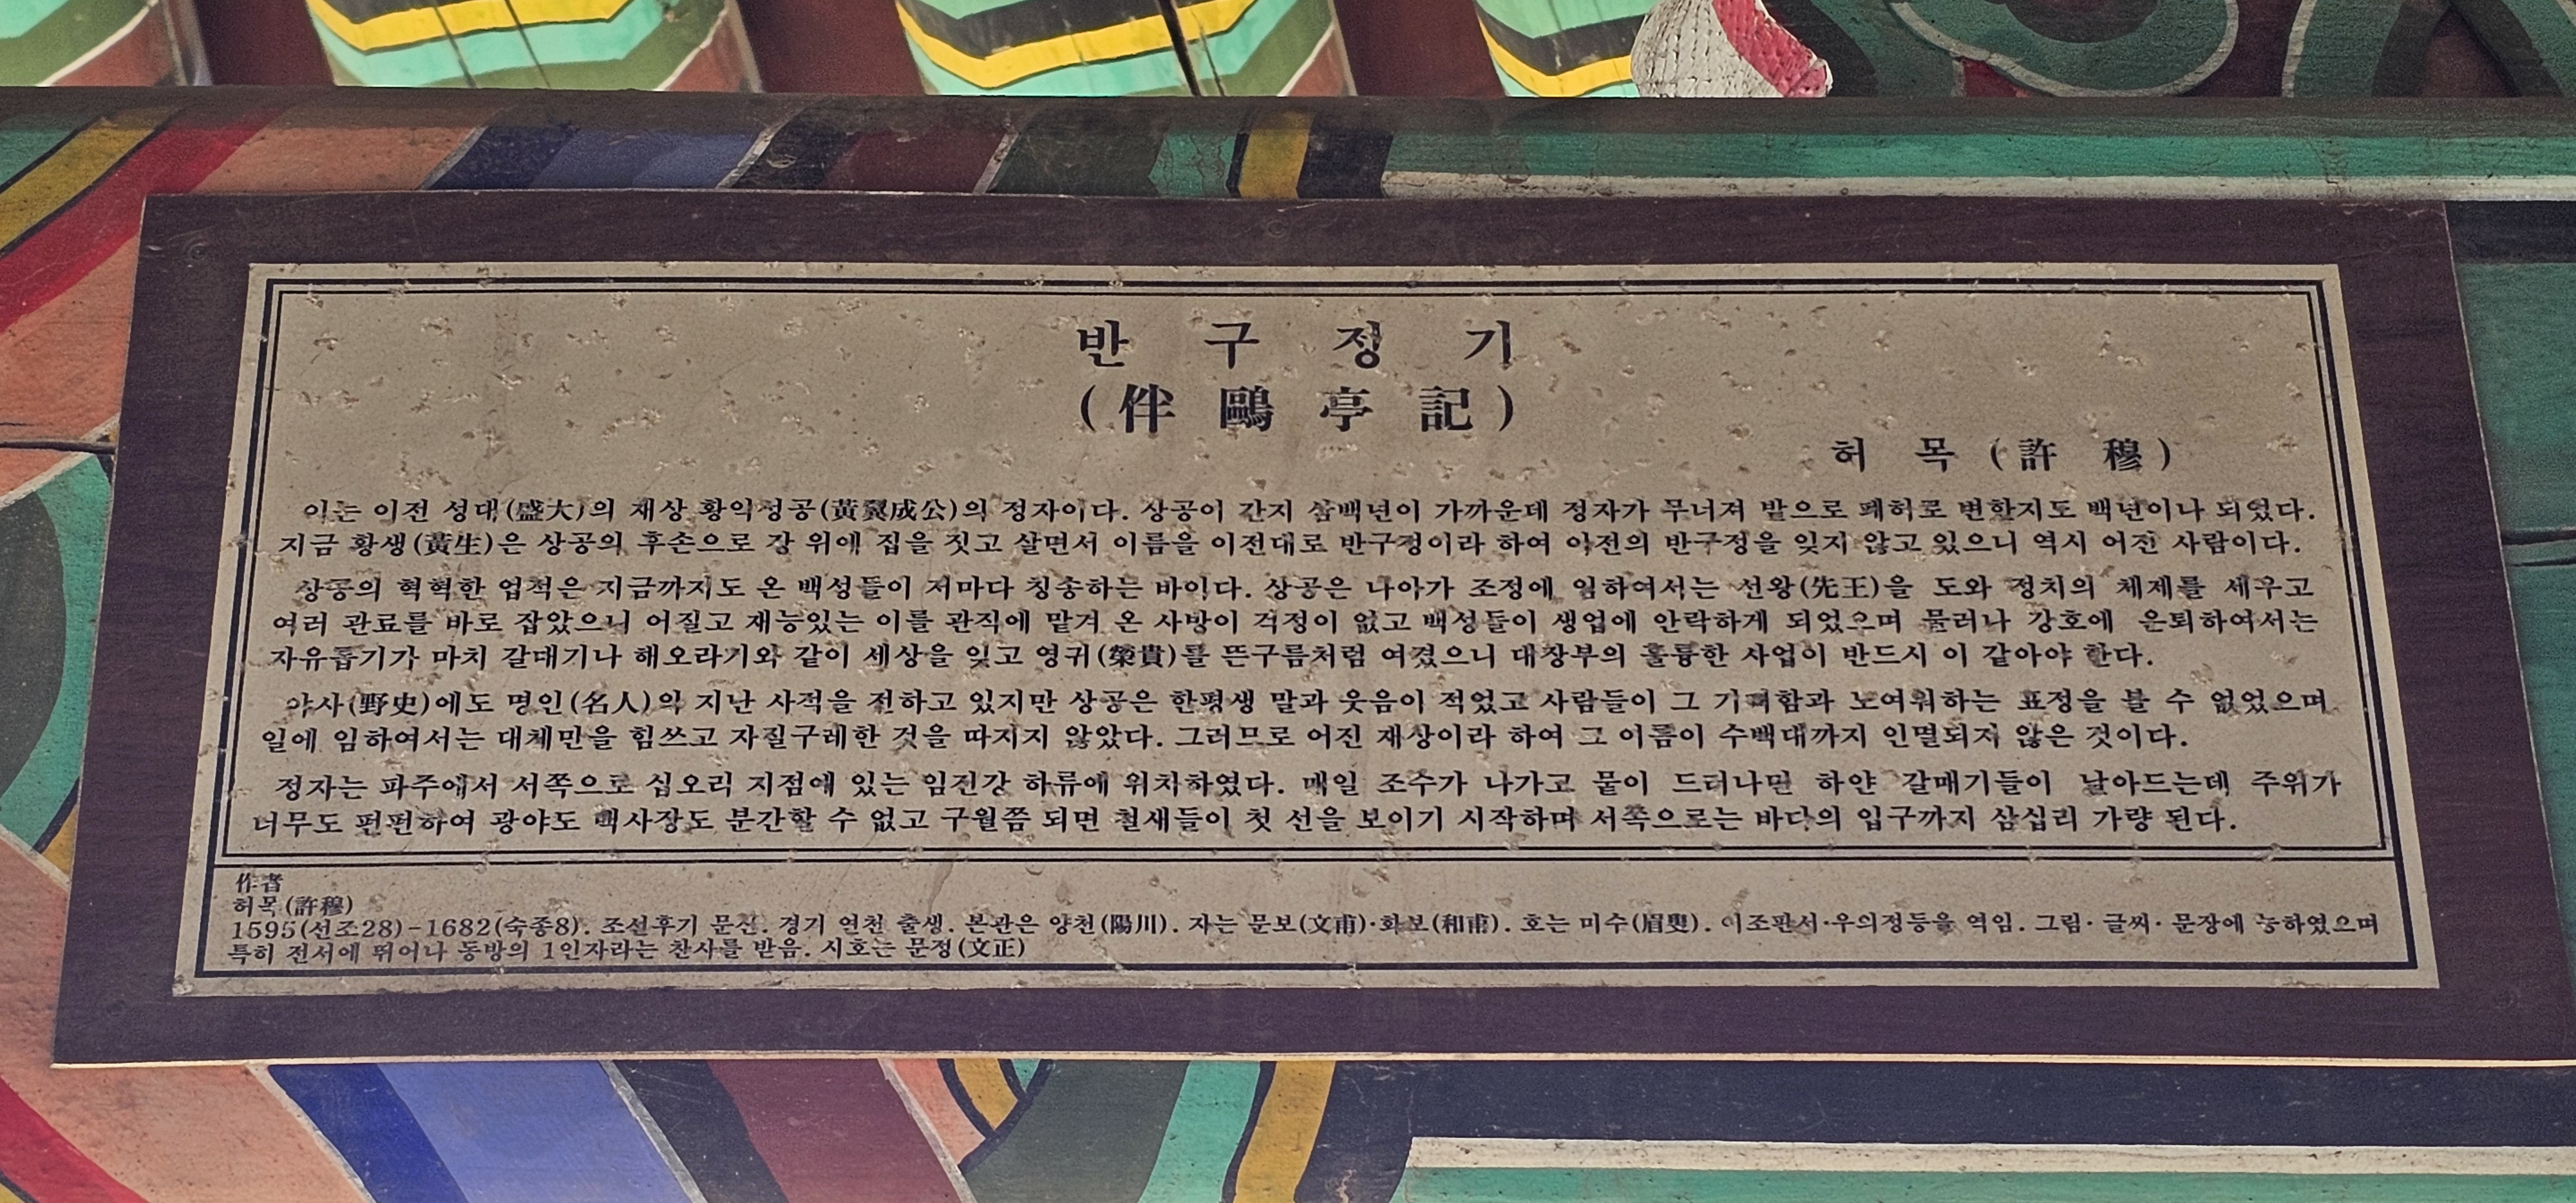 반 구 정 기
(伴 鷗 亭 記)
허 목 (許 穆)
이는 이전 성대(盛大)의 재상 황익성공(黃翼成公)의 정자이다. 상공이 간지 삼백년이 가까운데 정자가 무너져 밭으로 폐허로 변한지도 백년이나 되었다.
지금 황생(黃生)은 상공의 후손으로 강 위에 집을 짓고 살면서 이름을 이전대로 반구정이라 하여 이전의 반구정을 잊지 않고 있으니 역시 어진 사람이다.
상공의 혁혁한 업적은 지금까지도 온 백성들이 저마다 칭송하는 바이다. 상공은 나아가 조정에 임하여서는 선왕(先王)을 도와 정치의 체제를 세우고
여러 관료를 바로 잡았으니 어질고 재능있는 이를 관직에 맡겨 온 사방이 걱정이 없고 백성들이 생업에 안락하게 되었으며 물러나 강호에 은퇴하여서는
자유롭기가 마치 갈매기나 해오라기와 같이 세상을 잊고 영귀(榮貴)를 뜬구름처럼 여겼으니 대장부의 훌륭한 사업이 반드시 이 같아야 한다.
야사(野史)에도 명인(名人)의 지난 사적을 전하고 있지만 상공은 한평생 말과 웃음이 적었고 사람들이 그 기뻐함과 노여워하는 표정을 볼 수 없었으며
일에 임하여서는 대체만을 힘쓰고 자질구레한 것을 따지지 않았다. 그러므로 어진 재상이라 하여 그 이름이 수백대까지 인멸되지 않은 것이다.
정자는 파주에서 서쪽으로 십오리 지점에 있는 임진강 하류에 위치하였다. 매일 조수가 나가고 물이 드러나면 하얀 갈매기들이 날아드는데 주위가
너무도 편편하여 광야도 백사장도 분간할 수 없고 구월쯤 되면 철새들이 첫 선을 보이기 시작하며 서쪽으로는 바다의 입구까지 삼십리 가량 된다.
作者
허목(許穆)
1595(선조28)-1682(숙종8). 조선후기 문신. 경기 연천 출생. 본관은 양천(陽川). 자는 문보(文甫)·화보(和甫). 호는 미수(眉叟). 이조판서·우의정등을 역임. 그림· 글씨· 문장에 능하였으며
특히 전서에 뛰어나 동방의 1인자라는 찬사를 받음. 시호는 문정(文正)